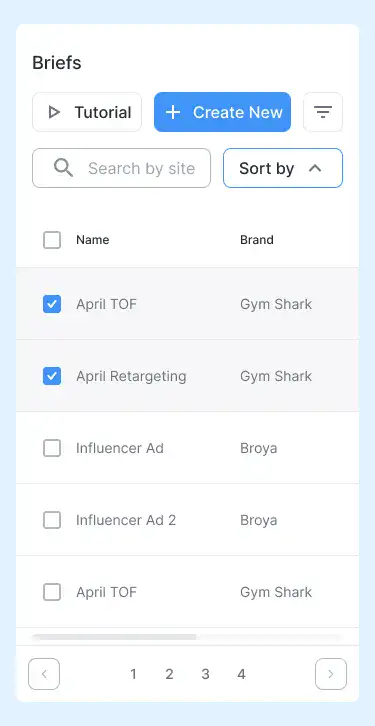 Briefs
Tutorial
Create New
Search by site
Sort by
Name Brand
April TOF Gym Shark
April Retargeting Gym Shark
Influencer Ad Broya
Influencer Ad 2 Broya
April TOF Gym Shark
1 2 3 4